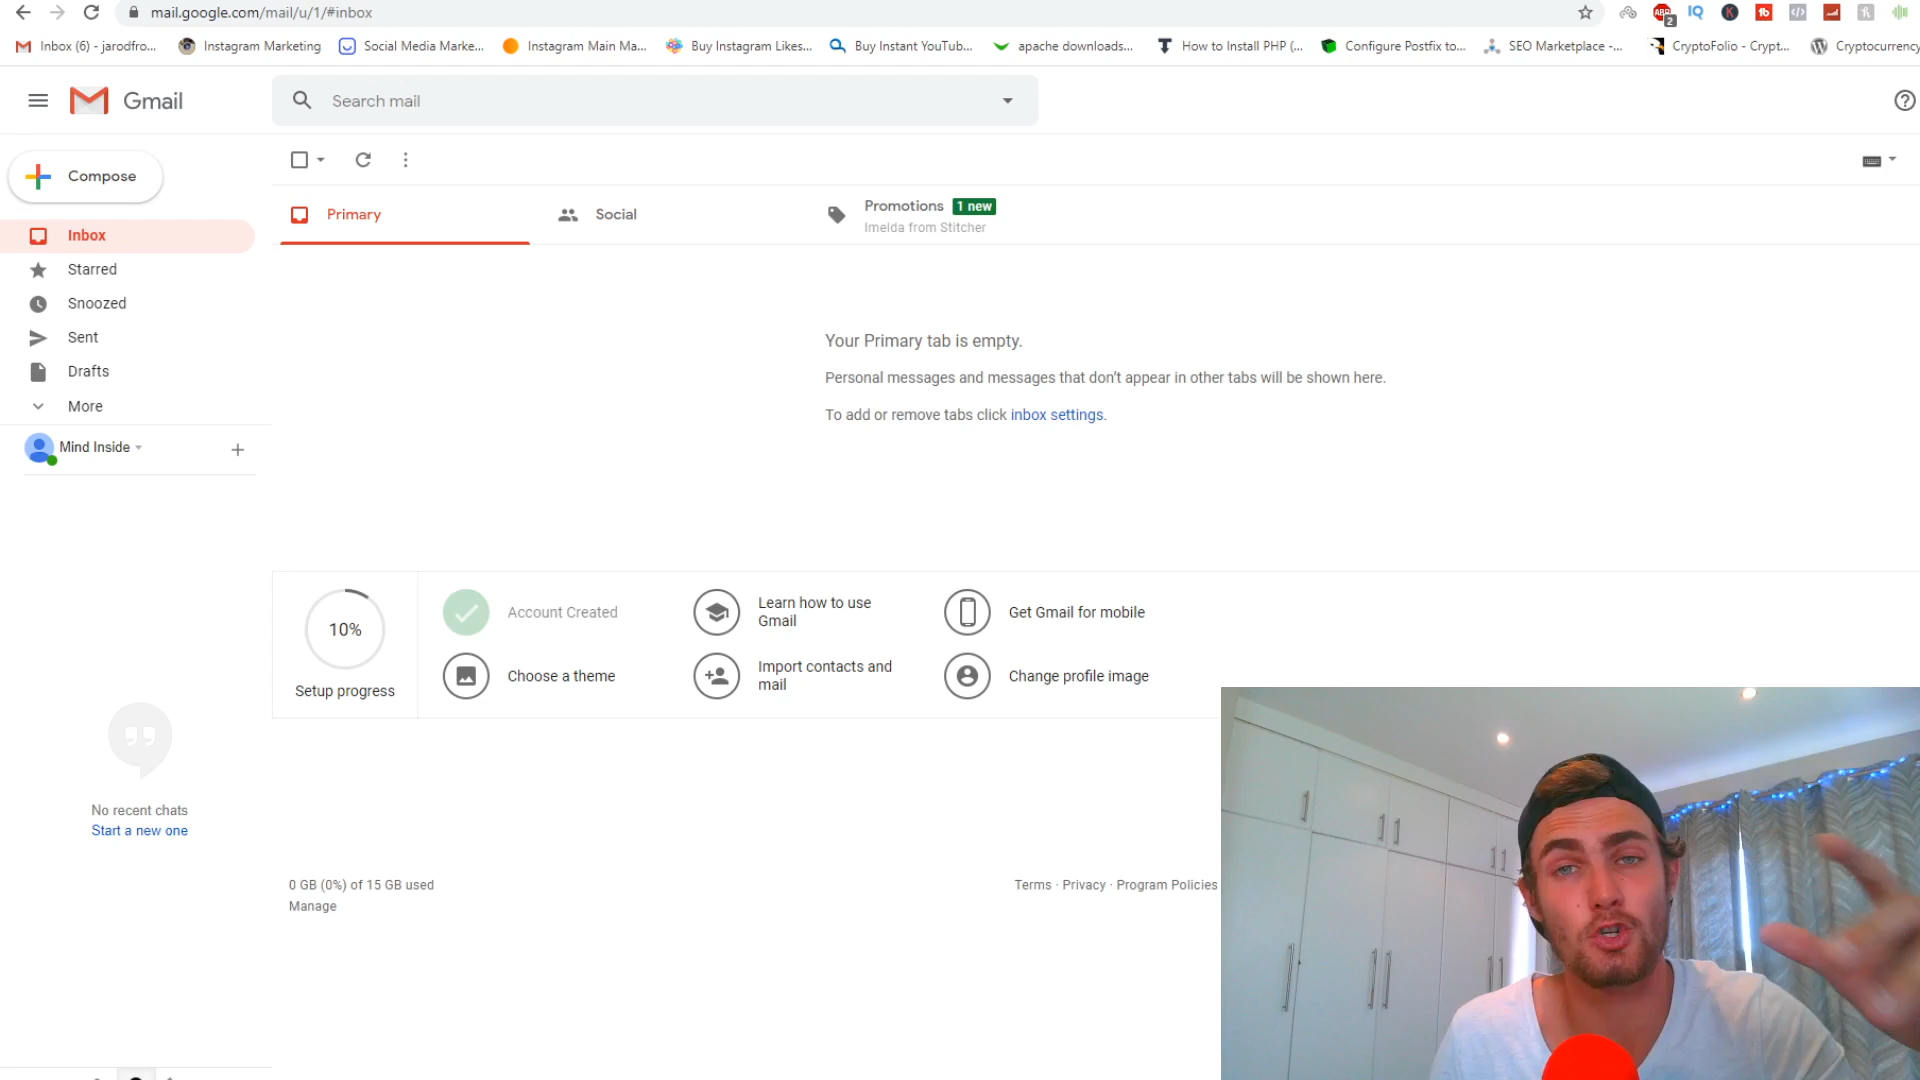 mail.google.com/mail/u/1/#inbox
Inbox (6) - jarodfro...
Instagram Marketing
Social Media Marke...
Instagram Main Ma...
Buy Instagram Likes...
Buy Instant YouTub...
apache downloads...
How to Install PHP (...
Configure Postfix to...
SEO Marketplace -...
CryptoFolio - Crypt...
Cryptocurrency
ABP
2
IQ
K
Gmail
Search mail
Compose
Primary
Social
Promotions
1 new
Imelda from Stitcher
Inbox
Starred
Snoozed
Sent
Drafts
More
Mind Inside
Your Primary tab is empty.
Personal messages and messages that don't appear in other tabs will be shown here.
To add or remove tabs click inbox settings.
10%
Setup progress
Account Created
Learn how to use
Gmail
Get Gmail for mobile
Choose a theme
Import contacts and
mail
Change profile image
No recent chats
Start a new one
0 GB (0%) of 15 GB used
Manage
Terms · Privacy · Program Policies